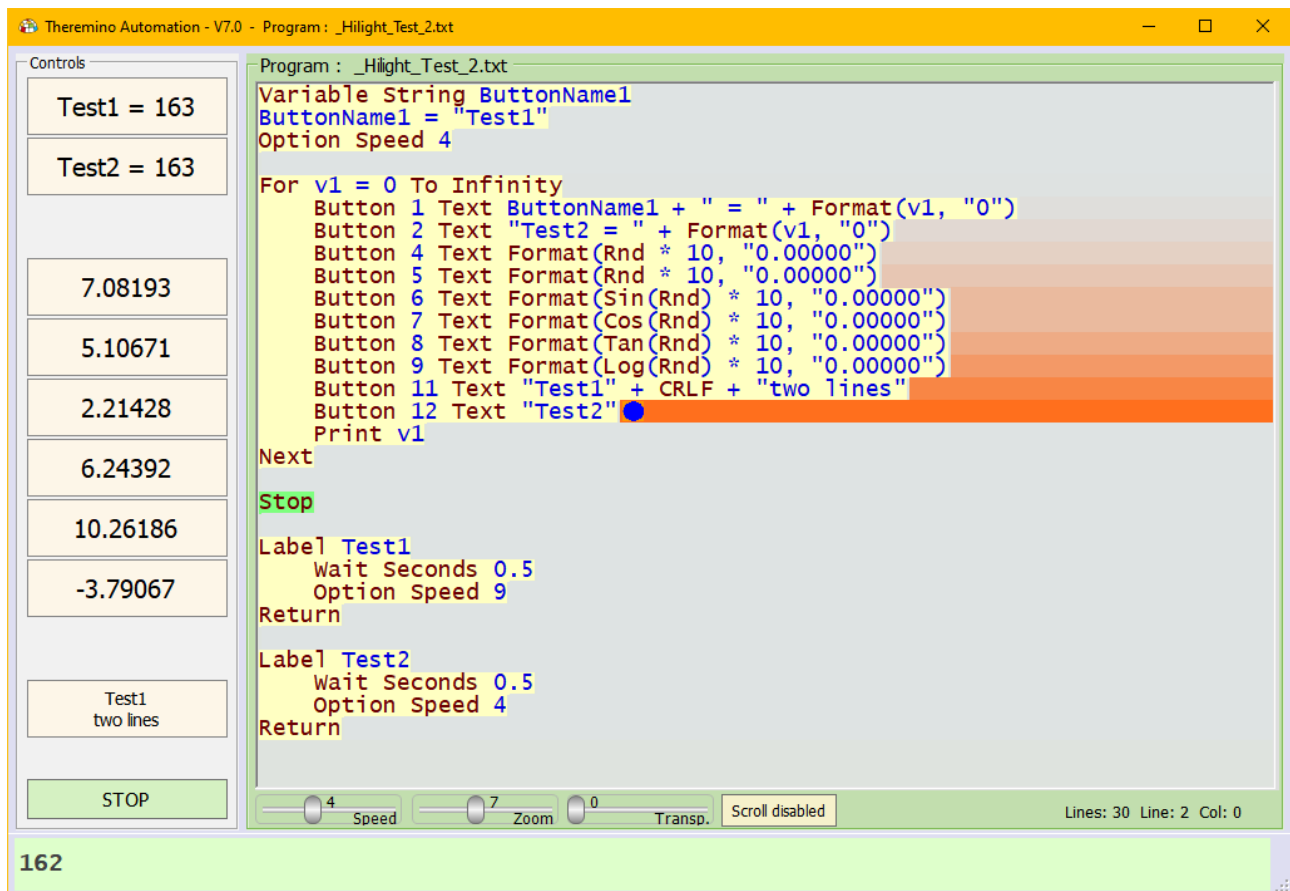 Theremino Automation - V7.0 - Program : _Hilight_Test_2.txt
Controls
Test1 = 163
Test2 = 163
7.08193
5.10671
2.21428
6.24392
10.26186
-3.79067
Test1
two lines
STOP
Program : _Hilight_Test_2.txt
Variable String ButtonName1
ButtonName1 = "Test1"
Option Speed 4
For v1 = 0 To Infinity
Button 1 Text ButtonName1 + " = " + Format(v1, "0")
Button 2 Text "Test2 = " + Format(v1, "0")
Button 4 Text Format(Rnd * 10, "0.00000")
Button 5 Text Format(Rnd * 10, "0.00000")
Button 6 Text Format(Sin(Rnd) * 10, "0.00000")
Button 7 Text Format(Cos(Rnd) * 10, "0.00000")
Button 8 Text Format(Tan(Rnd) * 10, "0.00000")
Button 9 Text Format(Log(Rnd) * 10, "0.00000")
Button 11 Text "Test1" + CRLF + "two lines"
Button 12 Text "Test2"
Print v1
Next
Stop
Label Test1
Wait Seconds 0.5
Option Speed 9
Return
Label Test2
Wait Seconds 0.5
Option Speed 4
Return
4 Speed 7 Zoom 0 Transp. Scroll disabled Lines: 30 Line: 2 Col: 0
162